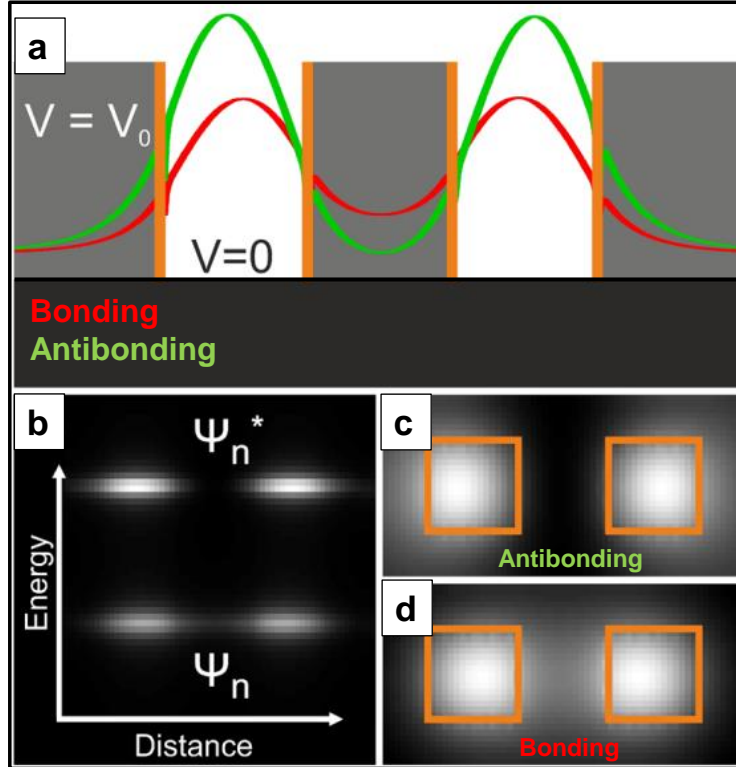 a
V = V₀
V=0
Bonding
Antibonding
b
Ψn*
Energy
Ψn
Distance
c
Antibonding
d
Bonding